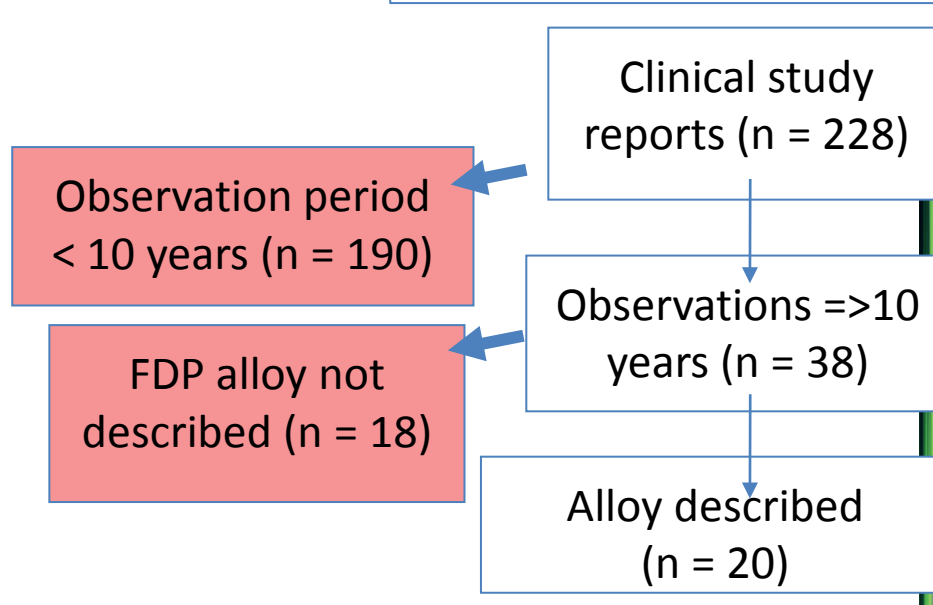 Clinical study
reports (n = 228)
Observation period
< 10 years (n = 190)
Observations =>10
years (n = 38)
FDP alloy not
described (n = 18)
Alloy described
(n = 20)